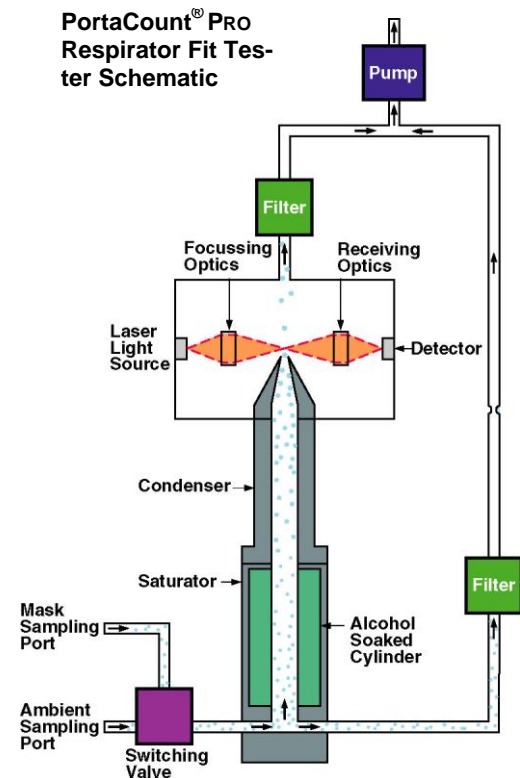 PortaCount® PRO
Respirator Fit Tes-
ter Schematic
Pump
Filter
Focussing
Optics
Receiving
Optics
Laser
Light
Source
Detector
Condenser
Saturator
Filter
Mask
Sampling
Port
Alcohol
Soaked
Cylinder
Ambient
Sampling
Port
Switching
Valve